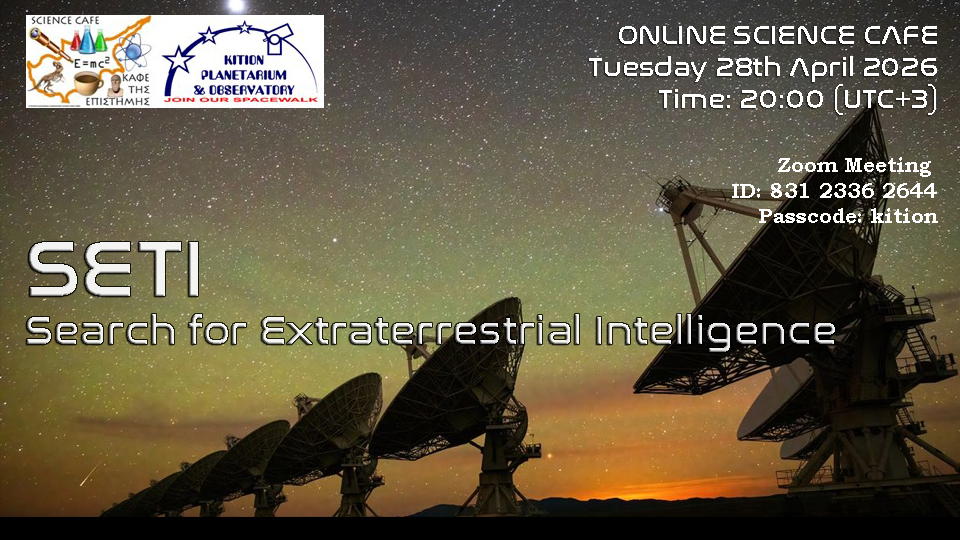 SCIENCE CAFE
E=mc²
ΚΑΦΕ
ΤΗΣ
ΕΠΙΣΤΗΜΗΣ
KITION
PLANETARIUM
& OBSERVATORY
JOIN OUR SPACEWALK
ONLINE SCIENCE CAFE
Tuesday 28th April 2026
Time: 20:00 (UTC+3)
Zoom Meeting
ID: 831 2336 2644
Passcode: kition
SETI
Search for Extraterrestrial Intelligence